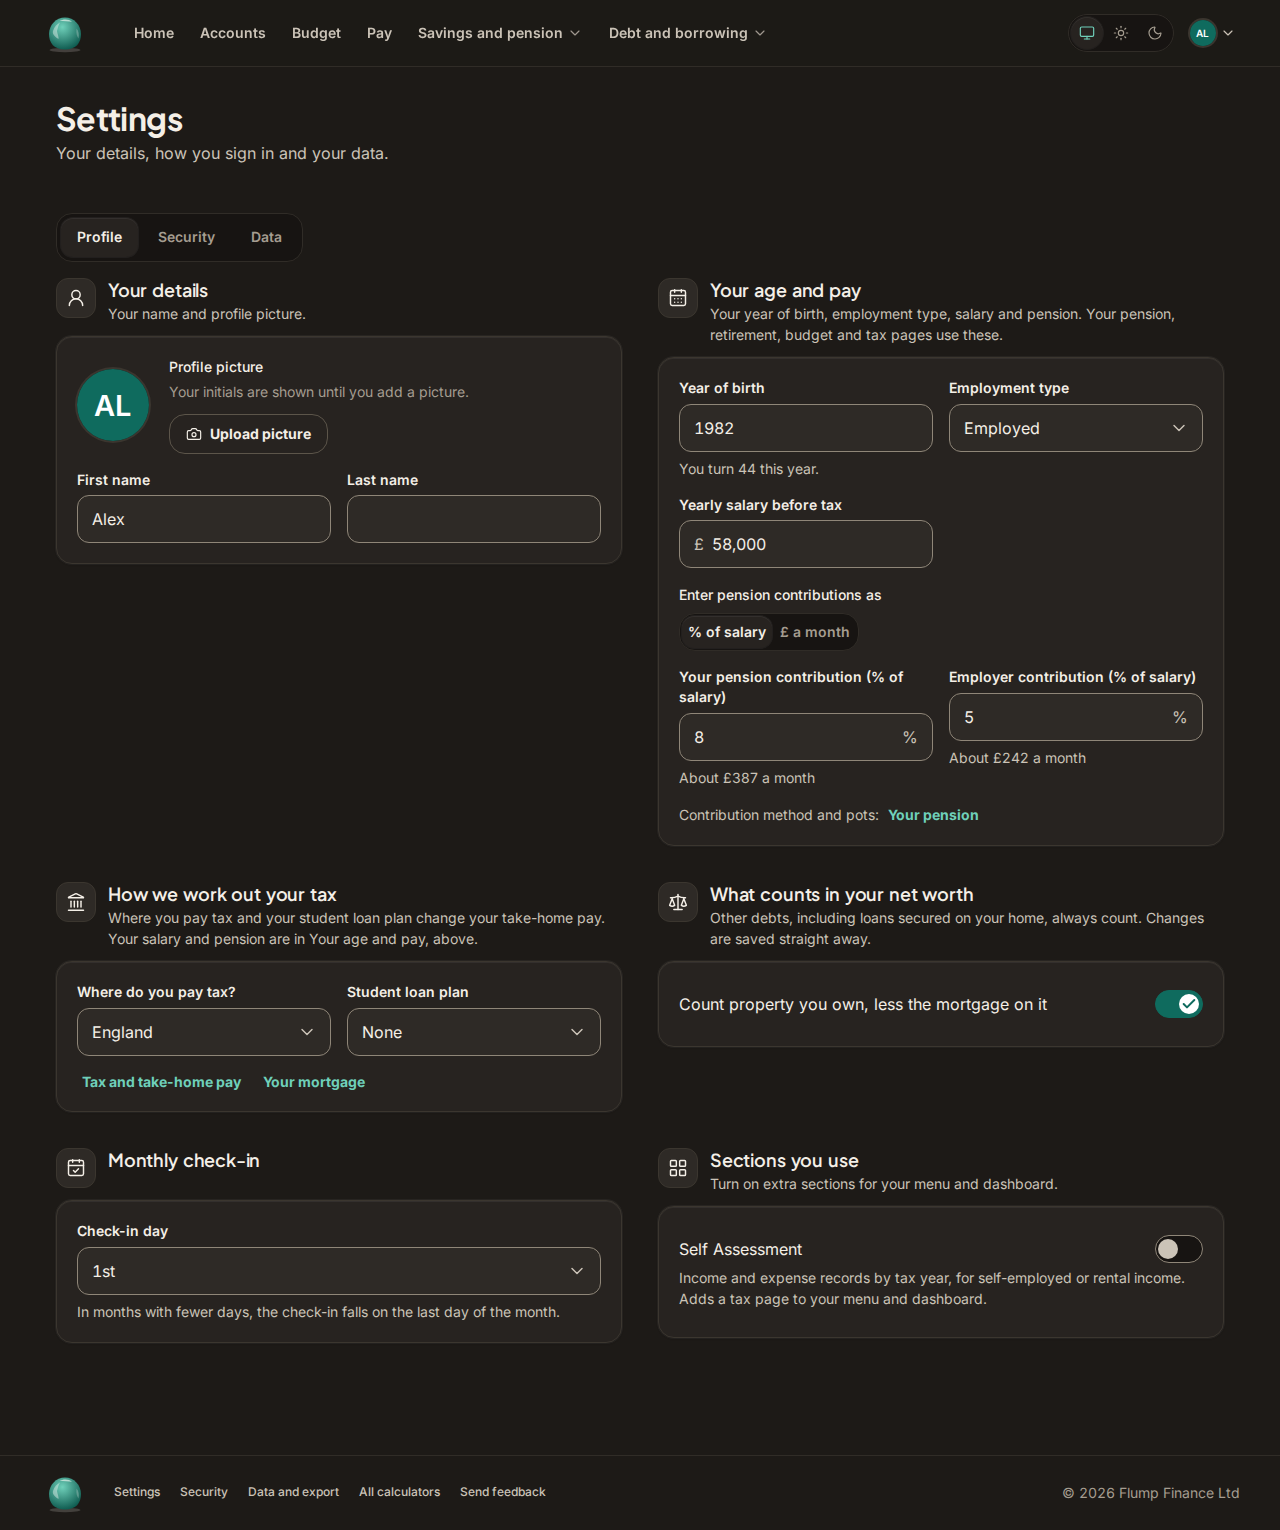 Home
Accounts
Budget
Pay
Savings and pension
Debt and borrowing
AL
Settings
Your details, how you sign in and your data.
Profile
Security
Data
Your details
Your name and profile picture.
AL
Profile picture
Your initials are shown until you add a picture.
Upload picture
First name
Last name
Alex
Your age and pay
Your year of birth, employment type, salary and pension. Your pension,
retirement, budget and tax pages use these.
Year of birth
Employment type
1982
Employed
You turn 44 this year.
Yearly salary before tax
£ 58,000
Enter pension contributions as
% of salary
£ a month
Your pension contribution (% of
salary)
Employer contribution (% of salary)
8 %
5 %
About £387 a month
About £242 a month
Contribution method and pots: Your pension
How we work out your tax
Where you pay tax and your student loan plan change your take-home pay.
Your salary and pension are in Your age and pay, above.
Where do you pay tax?
Student loan plan
England
None
Tax and take-home pay
Your mortgage
What counts in your net worth
Other debts, including loans secured on your home, always count. Changes
are saved straight away.
Count property you own, less the mortgage on it
Monthly check-in
Check-in day
1st
In months with fewer days, the check-in falls on the last day of the month.
Sections you use
Turn on extra sections for your menu and dashboard.
Self Assessment
Income and expense records by tax year, for self-employed or rental income.
Adds a tax page to your menu and dashboard.
Settings
Security
Data and export
All calculators
Send feedback
© 2026 Flump Finance Ltd